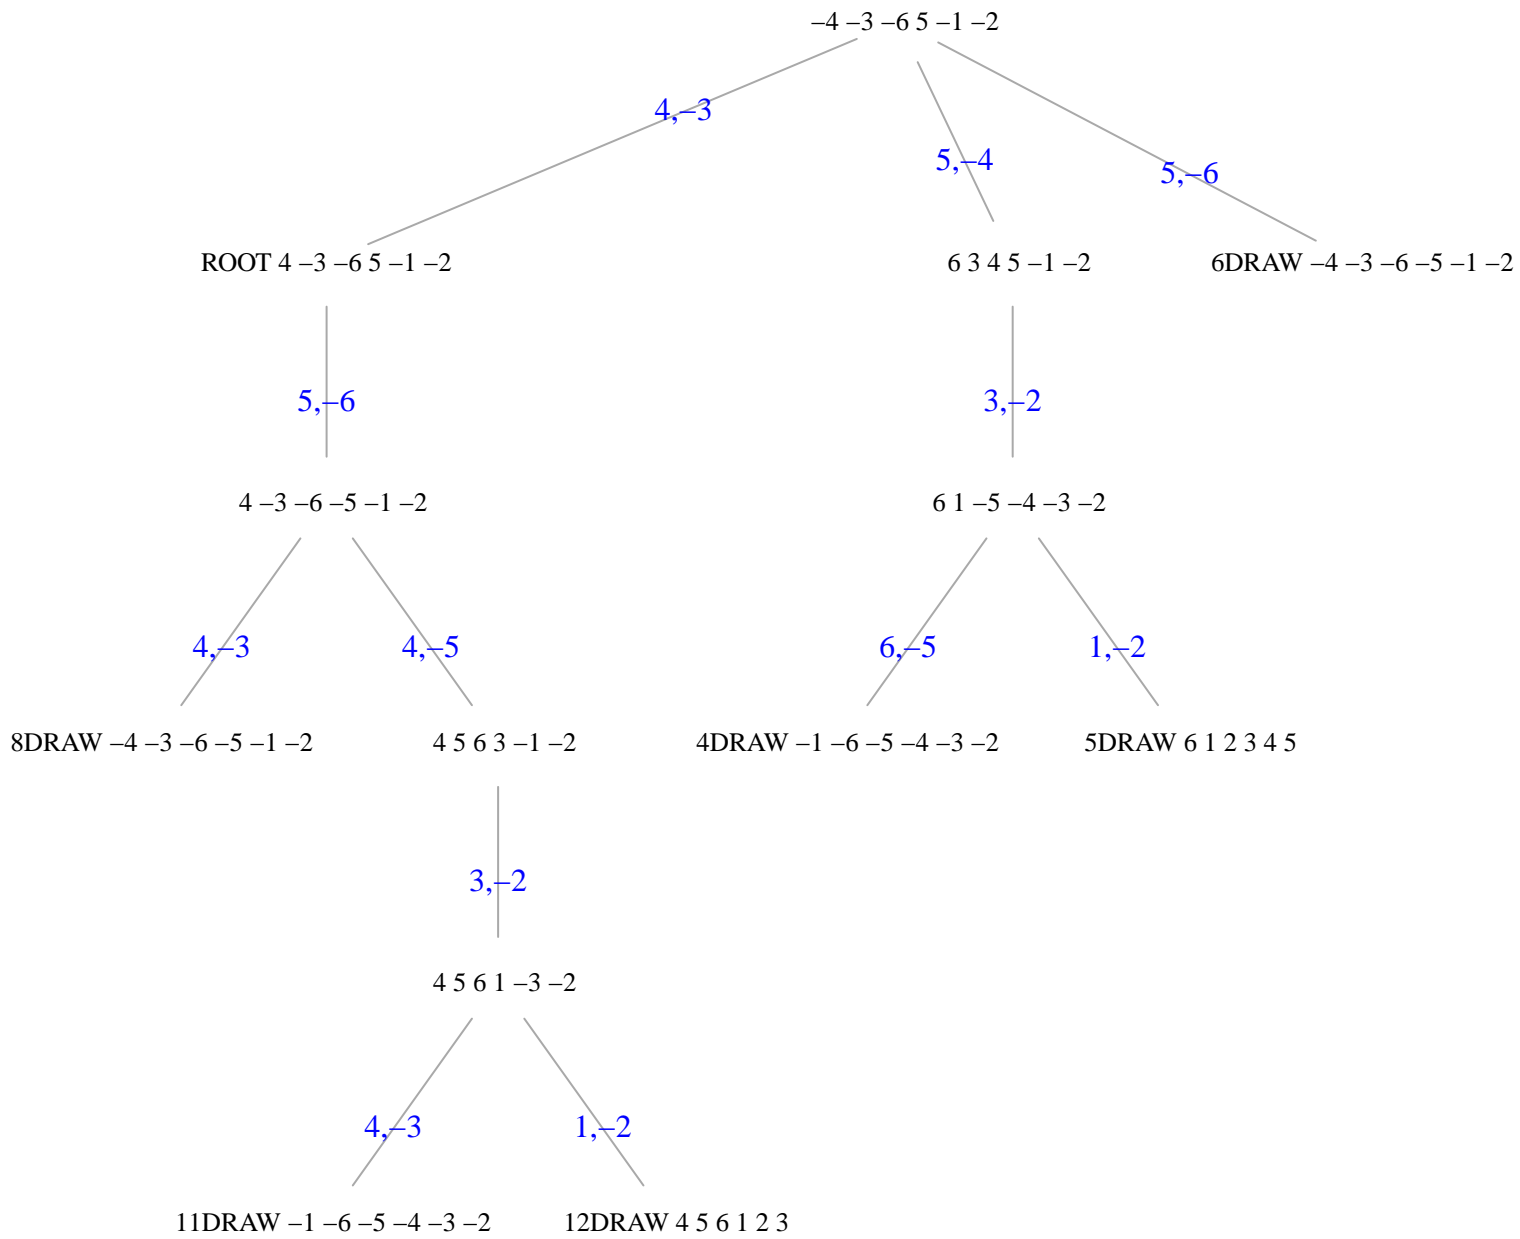 –4 –3 –6 5 –1 –2
4,–3
5,–4
5,–6
ROOT 4 –3 –6 5 –1 –2
6 3 4 5 –1 –2
6DRAW –4 –3 –6 –5 –1 –2
5,–6
3,–2
4 –3 –6 –5 –1 –2
6 1 –5 –4 –3 –2
4,–3
4,–5
6,–5
1,–2
8DRAW –4 –3 –6 –5 –1 –2
4 5 6 3 –1 –2
4DRAW –1 –6 –5 –4 –3 –2
5DRAW 6 1 2 3 4 5
3,–2
4 5 6 1 –3 –2
4,–3
1,–2
11DRAW –1 –6 –5 –4 –3 –2
12DRAW 4 5 6 1 2 3